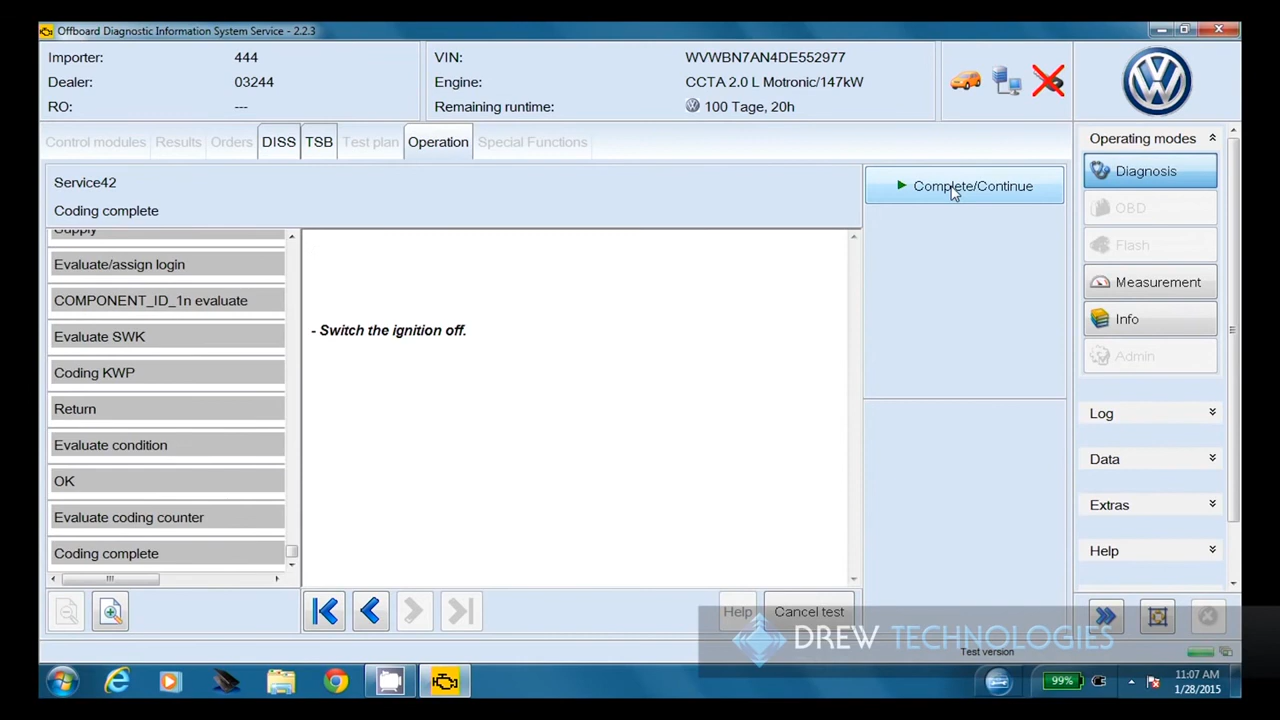 Offboard Diagnostic Information System Service - 2.2.3
Importer: 444
Dealer: 03244
RO: ---
VIN: WVWBN7AN4DE552977
Engine: CCTA 2.0 L Motronic/147kW
Remaining runtime: 100 Tage, 20h
Control modules Results Orders DISS TSB Test plan Operation Special Functions
Service42
Coding complete
Complete/Continue
Supply
Evaluate/assign login
COMPONENT_ID_1n evaluate
Evaluate SWK
Coding KWP
Return
Evaluate condition
OK
Evaluate coding counter
Coding complete
- Switch the ignition off.
Help Cancel test
Operating modes
Diagnosis
OBD
Flash
Measurement
Info
Admin
Log
Data
Extras
Help
DREW TECHNOLOGIES
Test version
99%
11:07 AM
1/28/2015